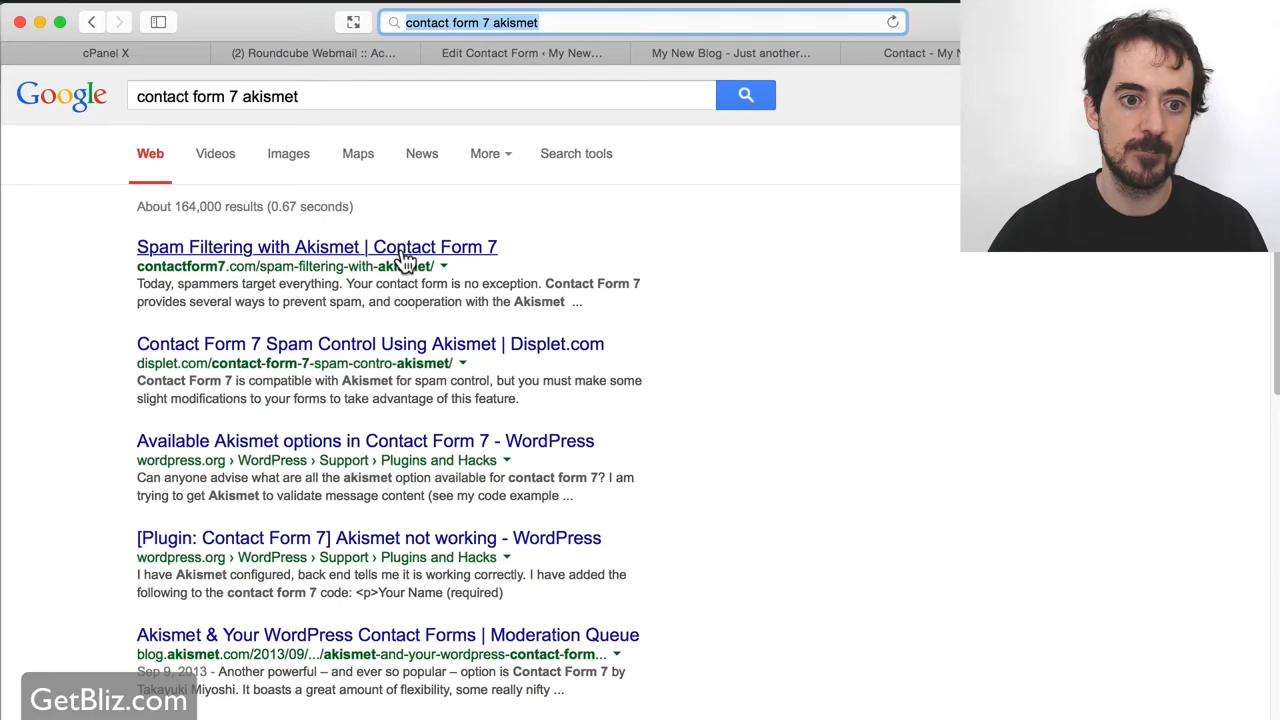 contact form 7 akismet
cPanel X
(2) Roundcube Webmail :: Ac...
Edit Contact Form ‹ My New...
My New Blog - Just another...
Contact - My N
Google
contact form 7 akismet
Web
Videos
Images
Maps
News
More
Search tools
About 164,000 results (0.67 seconds)
Spam Filtering with Akismet | Contact Form 7
contactform7.com/spam-filtering-with-akismet/
Today, spammers target everything. Your contact form is no exception. Contact Form 7
provides several ways to prevent spam, and cooperation with the Akismet ...
Contact Form 7 Spam Control Using Akismet | Displet.com
displet.com/contact-form-7-spam-contro-akismet/
Contact Form 7 is compatible with Akismet for spam control, but you must make some
slight modifications to your forms to take advantage of this feature.
Available Akismet options in Contact Form 7 - WordPress
wordpress.org › WordPress › Support › Plugins and Hacks
Can anyone advise what are all the akismet option available for contact form 7? I am
trying to get Akismet to validate message content (see my code example ...
[Plugin: Contact Form 7] Akismet not working - WordPress
wordpress.org › WordPress › Support › Plugins and Hacks
I have Akismet configured, back end tells me it is working correctly. I have added the
following to the contact form 7 code: <p>Your Name (required)
Akismet & Your WordPress Contact Forms | Moderation Queue
blog.akismet.com/2013/09/.../akismet-and-your-wordpress-contact-form...
Sep 9, 2013 - Another powerful – and ever so popular – option is Contact Form 7 by
Takayuki Miyoshi. It boasts a great amount of flexibility, some really nifty ...
GetBliz.com